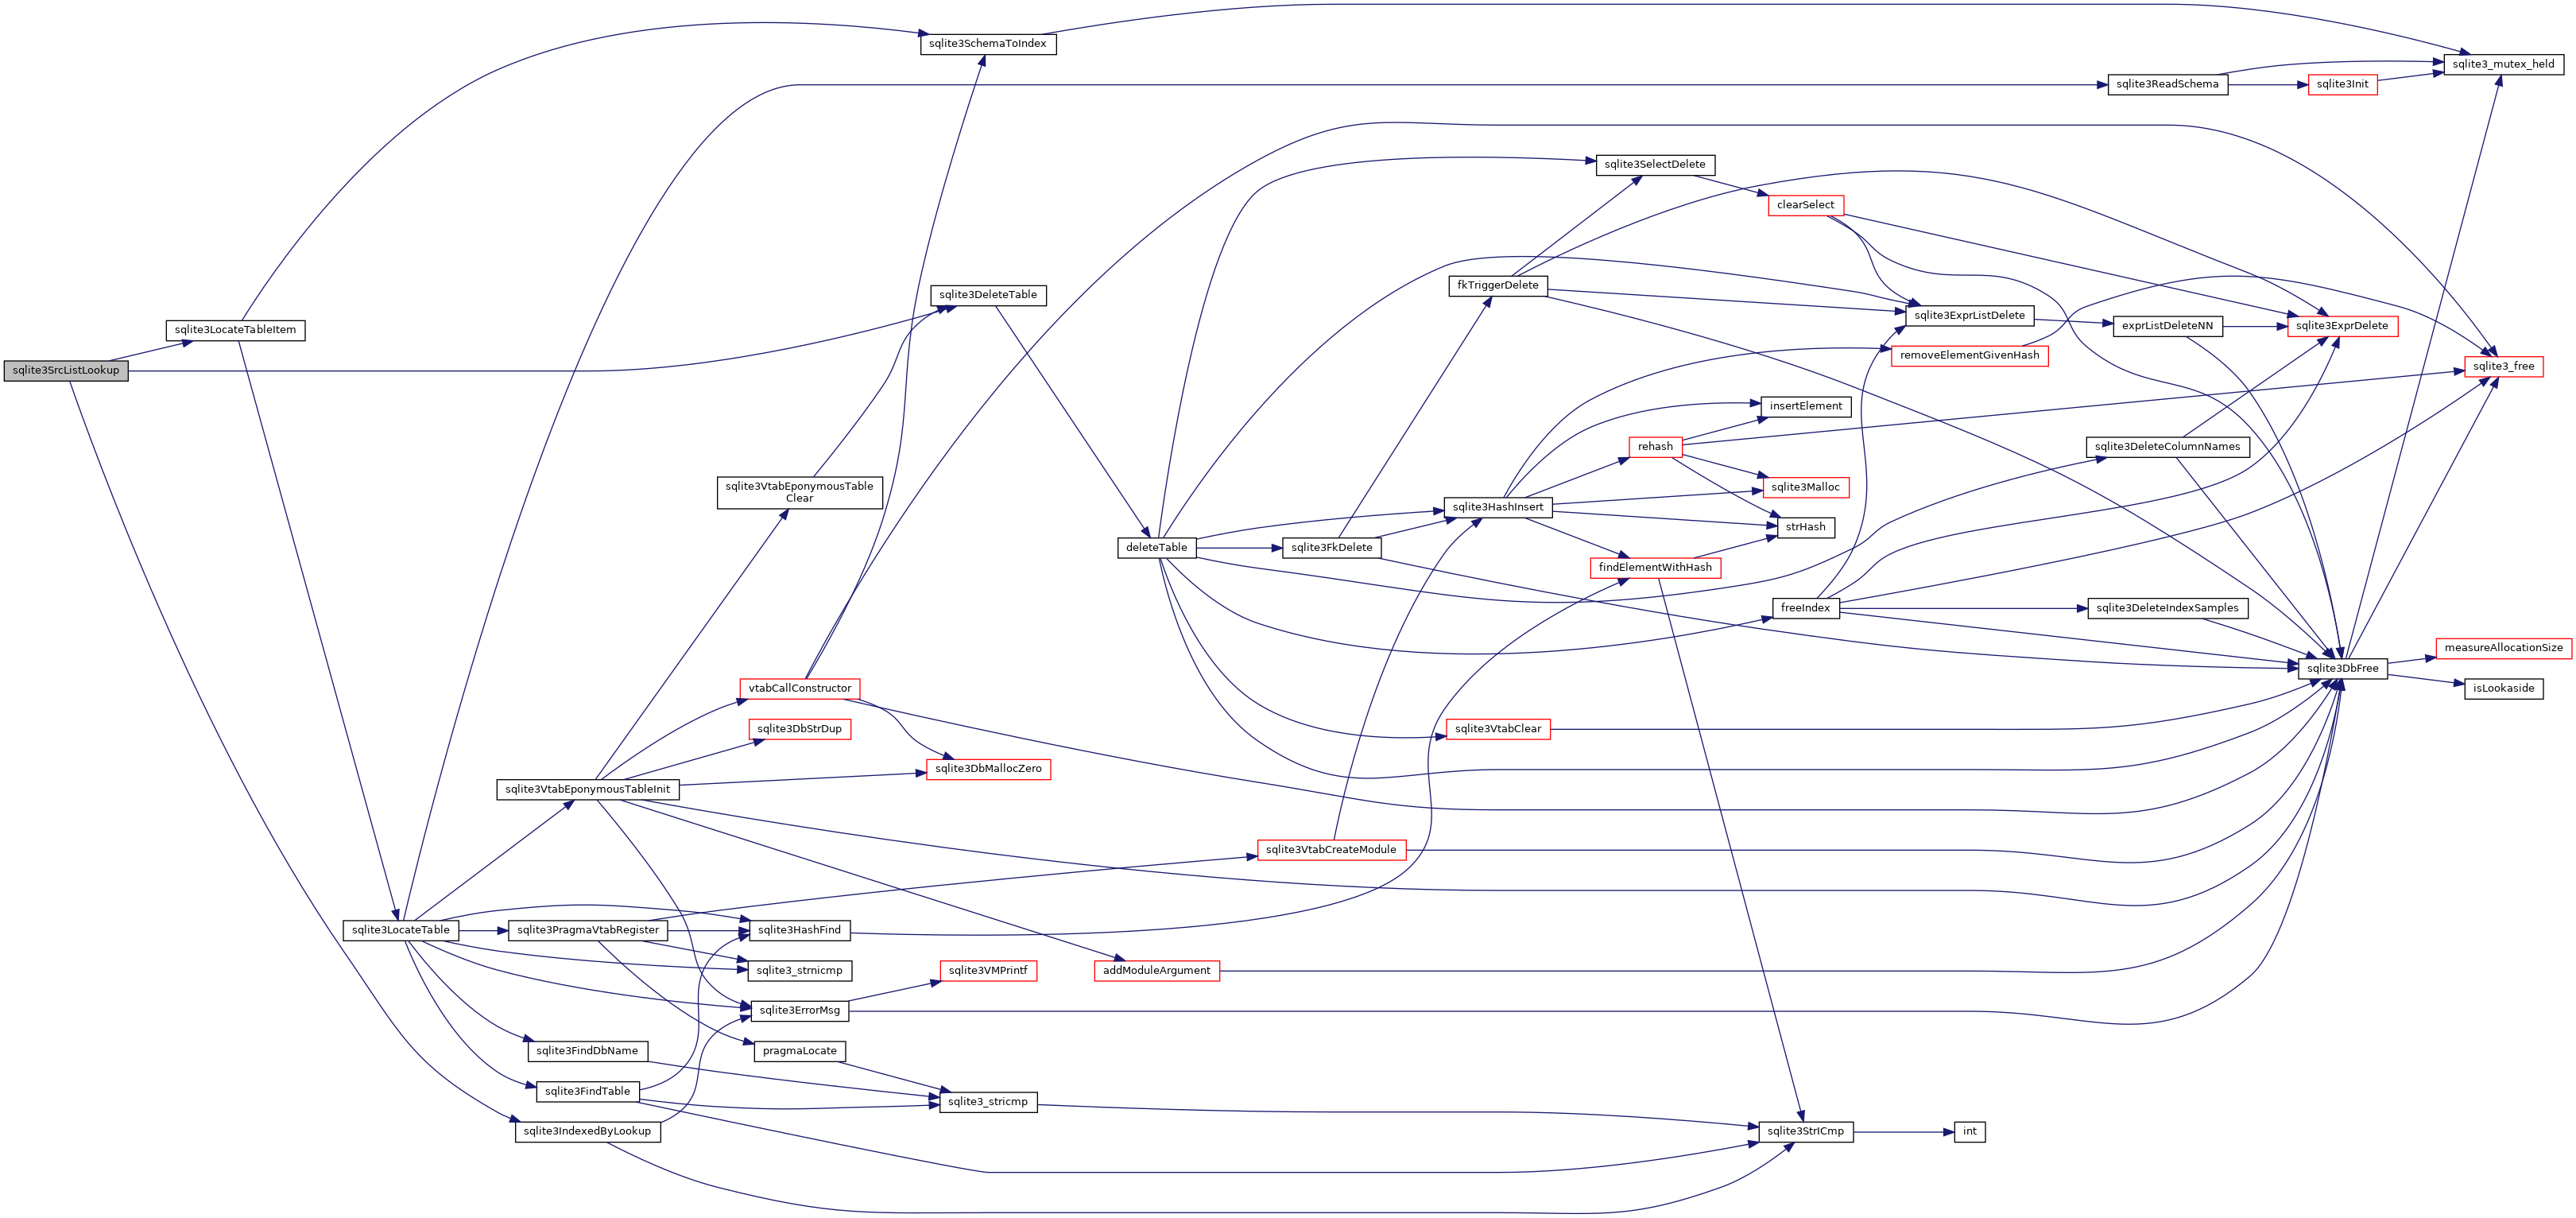 sqlite3SchemaToIndex
sqlite3_mutex_held
sqlite3ReadSchema
sqlite3Init
sqlite3SelectDelete
clearSelect
fkTriggerDelete
sqlite3DeleteTable
sqlite3ExprListDelete
exprListDeleteNN
sqlite3ExprDelete
sqlite3LocateTableItem
removeElementGivenHash
sqlite3SrcListLookup
sqlite3_free
insertElement
rehash
sqlite3DeleteColumnNames
sqlite3VtabEponymousTable
Clear
sqlite3Malloc
sqlite3HashInsert
strHash
deleteTable
sqlite3FkDelete
findElementWithHash
freeIndex
sqlite3DeleteIndexSamples
measureAllocationSize
sqlite3DbFree
isLookaside
vtabCallConstructor
sqlite3DbStrDup
sqlite3VtabClear
sqlite3DbMallocZero
sqlite3VtabEponymousTableInit
sqlite3VtabCreateModule
sqlite3LocateTable
sqlite3PragmaVtabRegister
sqlite3HashFind
sqlite3_strnicmp
sqlite3VMPrintf
addModuleArgument
sqlite3ErrorMsg
sqlite3FindDbName
pragmaLocate
sqlite3FindTable
sqlite3_stricmp
sqlite3IndexedByLookup
sqlite3StrICmp
int